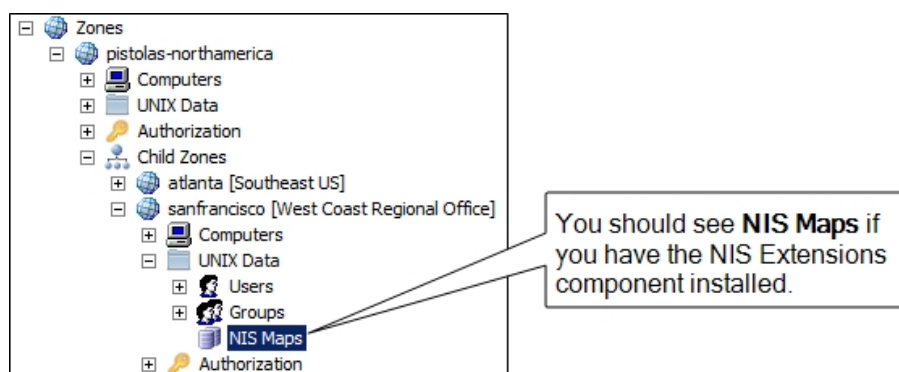 Zones
pistolas-northamerica
Computers
UNIX Data
Authorization
Child Zones
atlanta [Southeast US]
sanfrancisco [West Coast Regional Office]
Computers
UNIX Data
Users
Groups
NIS Maps
Authorization
You should see NIS Maps if
you have the NIS Extensions
component installed.